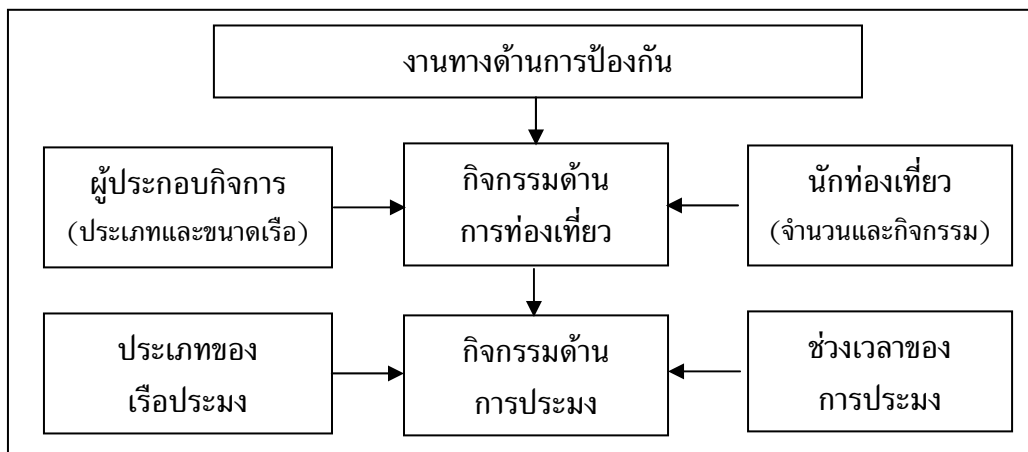 งานทางด้านการป้องกัน
ผู้ประกอบกิจการ
(ประเภทและขนาดเรือ)
กิจกรรมด้าน
การท่องเที่ยว
นักท่องเที่ยว
(จำนวนและกิจกรรม)
ประเภทของ
เรือประมง
กิจกรรมด้าน
การประมง
ช่วงเวลาของ
การประมง